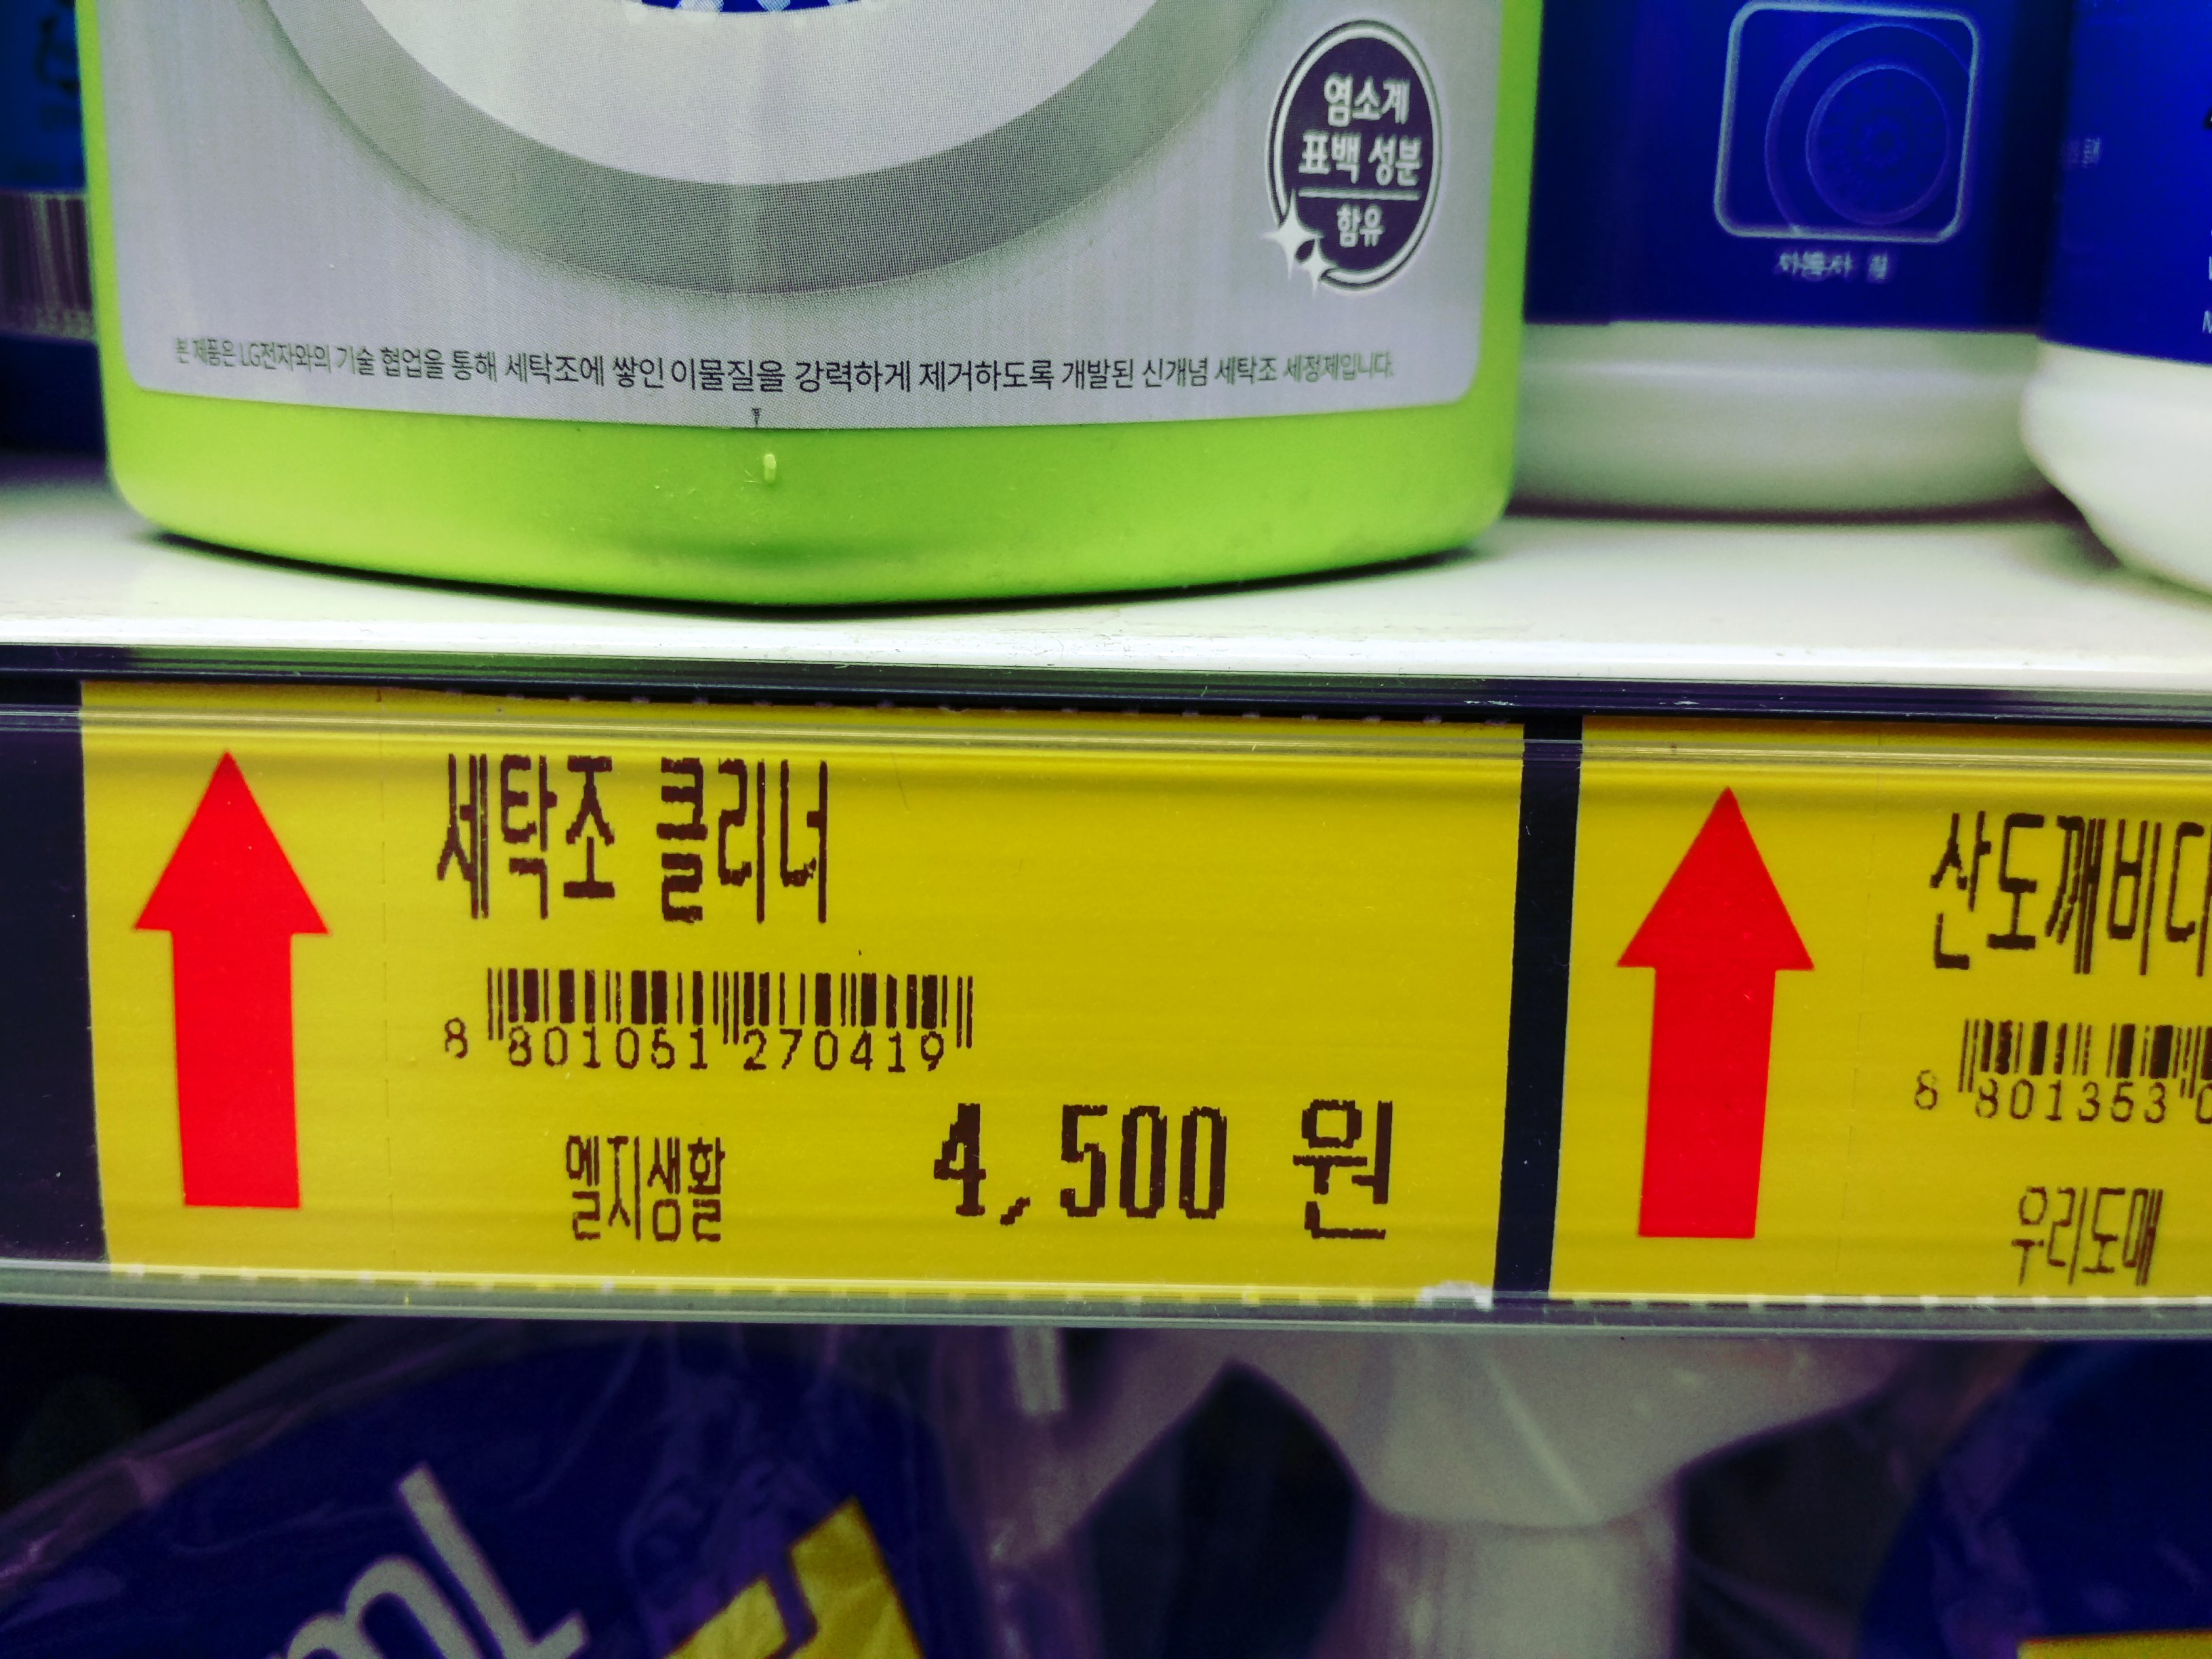 염소계
표백 성분
함유
본 제품은 LG전자와의 기술 협업을 통해 세탁조에 쌓인 이물질을 강력하게 제거하도록 개발된 신개념 세탁조 세정제입니다.
세탁조 클리너
8 801051 270419
엘지생활
4,500 원
산도깨비
8 801353 0
우리도매
ml